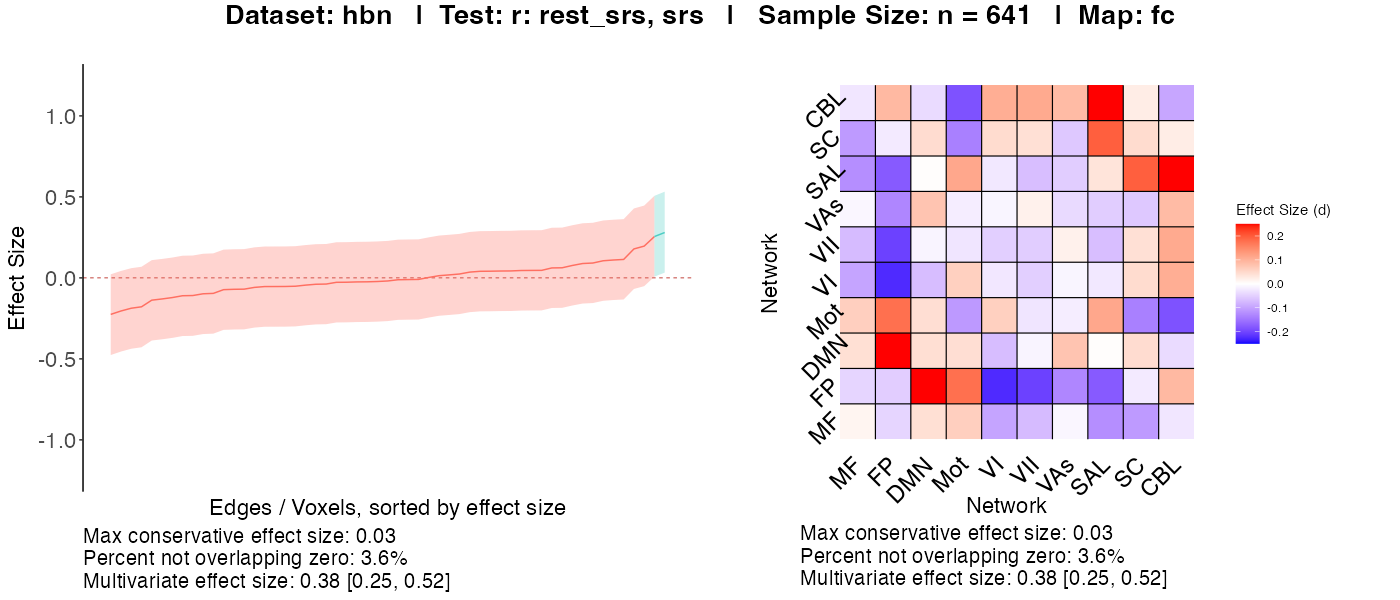 Dataset: hbn | Test: r: rest_srs, srs | Sample Size: n = 641 | Map: fc
Effect Size
1.0
0.5
0.0
-0.5
-1.0
Edges / Voxels, sorted by effect size
Max conservative effect size: 0.03
Percent not overlapping zero: 3.6%
Multivariate effect size: 0.38 [0.25, 0.52]
Network
CBL
SC
SAL
VAs
VII
VI
Mot
DMN
FP
MF
MF FP DMN Mot VI VII VAs SAL SC CBL
Network
Max conservative effect size: 0.03
Percent not overlapping zero: 3.6%
Multivariate effect size: 0.38 [0.25, 0.52]
Effect Size (d)
0.2
0.1
0.0
-0.1
-0.2